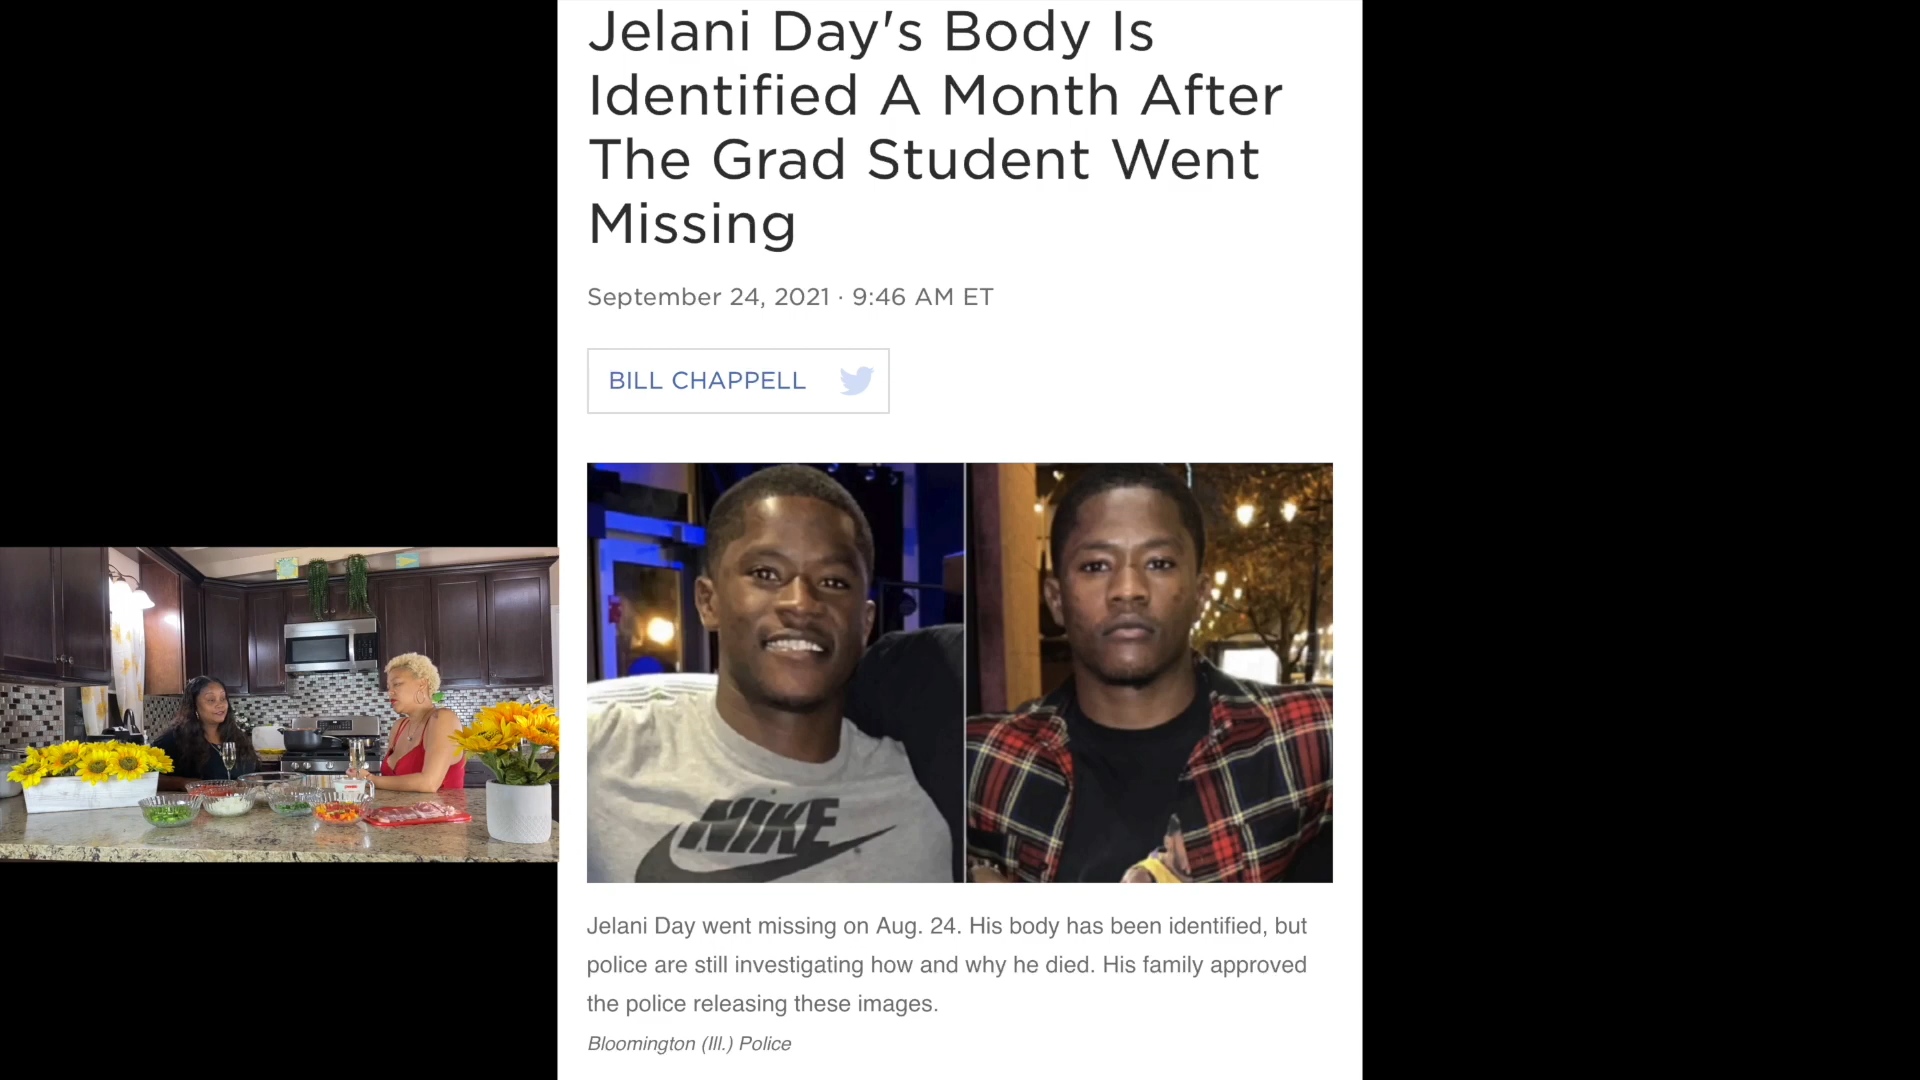 Jelani Day's Body Is
Identified A Month After
The Grad Student Went
Missing
September 24, 2021 · 9:46 AM ET
BILL CHAPPELL
NIKE
Jelani Day went missing on Aug. 24. His body has been identified, but
police are still investigating how and why he died. His family approved
the police releasing these images.
Bloomington (Ill.) Police